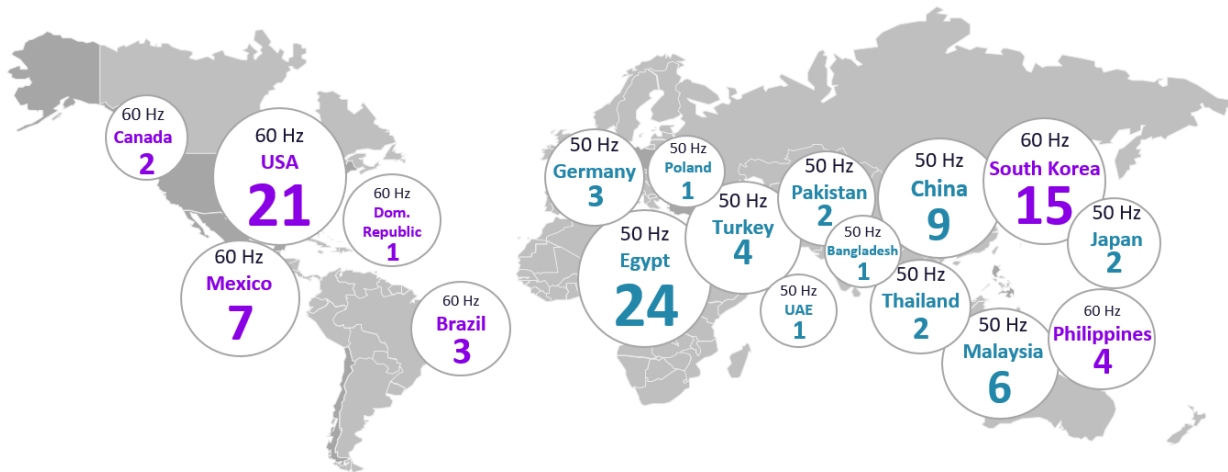 60 Hz
Canada
2
60 Hz
USA
21
60 Hz
Dom.
Republic
1
60 Hz
Mexico
7
60 Hz
Brazil
3
50 Hz
Germany
3
50 Hz
Poland
1
50 Hz
Egypt
24
50 Hz
Turkey
4
50 Hz
Pakistan
2
50 Hz
Bangladesh
1
50 Hz
UAE
1
50 Hz
China
9
60 Hz
South Korea
15
50 Hz
Japan
2
50 Hz
Thailand
2
50 Hz
Malaysia
6
60 Hz
Philippines
4